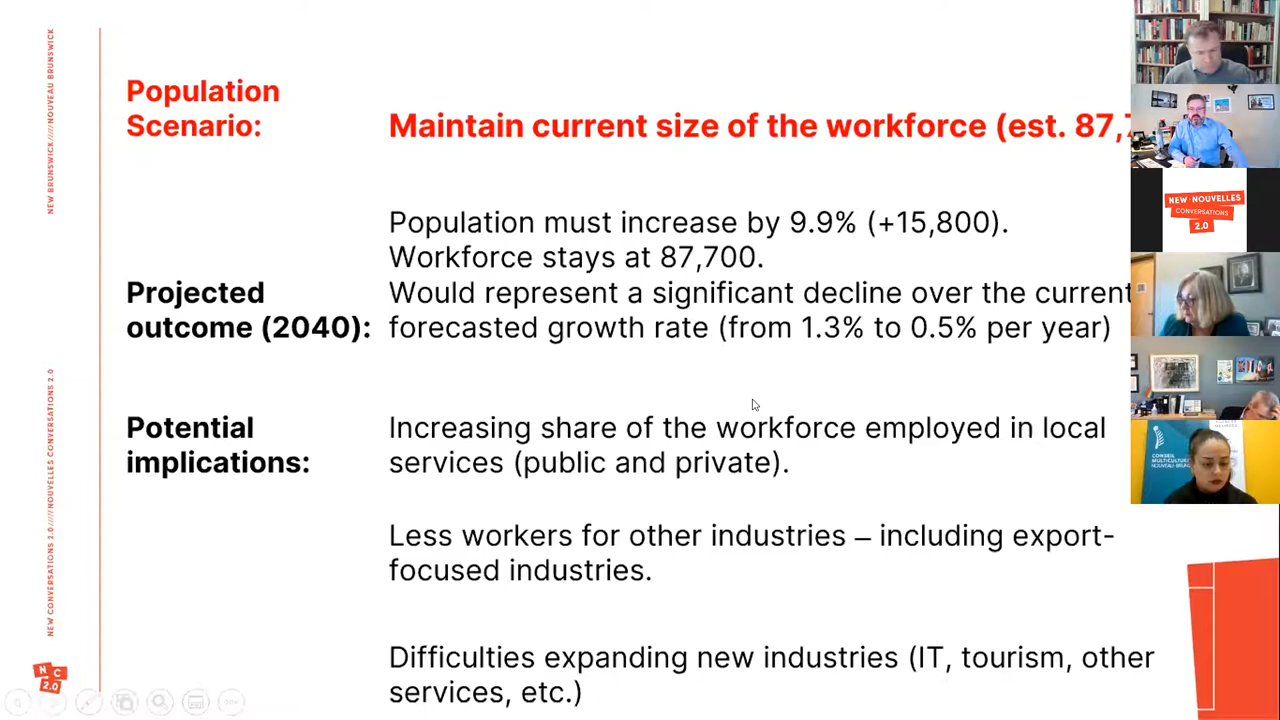 NEW BRUNSWICK////NOUVEAU BRUNSWICK
Population
Scenario:
Maintain current size of the workforce (est. 87,7
Population must increase by 9.9% (+15,800).
Workforce stays at 87,700.
Projected
outcome (2040):
Would represent a significant decline over the current
forecasted growth rate (from 1.3% to 0.5% per year)
Potential
implications:
Increasing share of the workforce employed in local
services (public and private).
Less workers for other industries – including export-
focused industries.
Difficulties expanding new industries (IT, tourism, other
services, etc.)
NEW CONVERSATIONS 2.0////NOUVELLES CONVERSATIONS 2.0
N C
2.0
NEW•NOUVELLES
CONVERSATIONS
2.0
CONSEIL